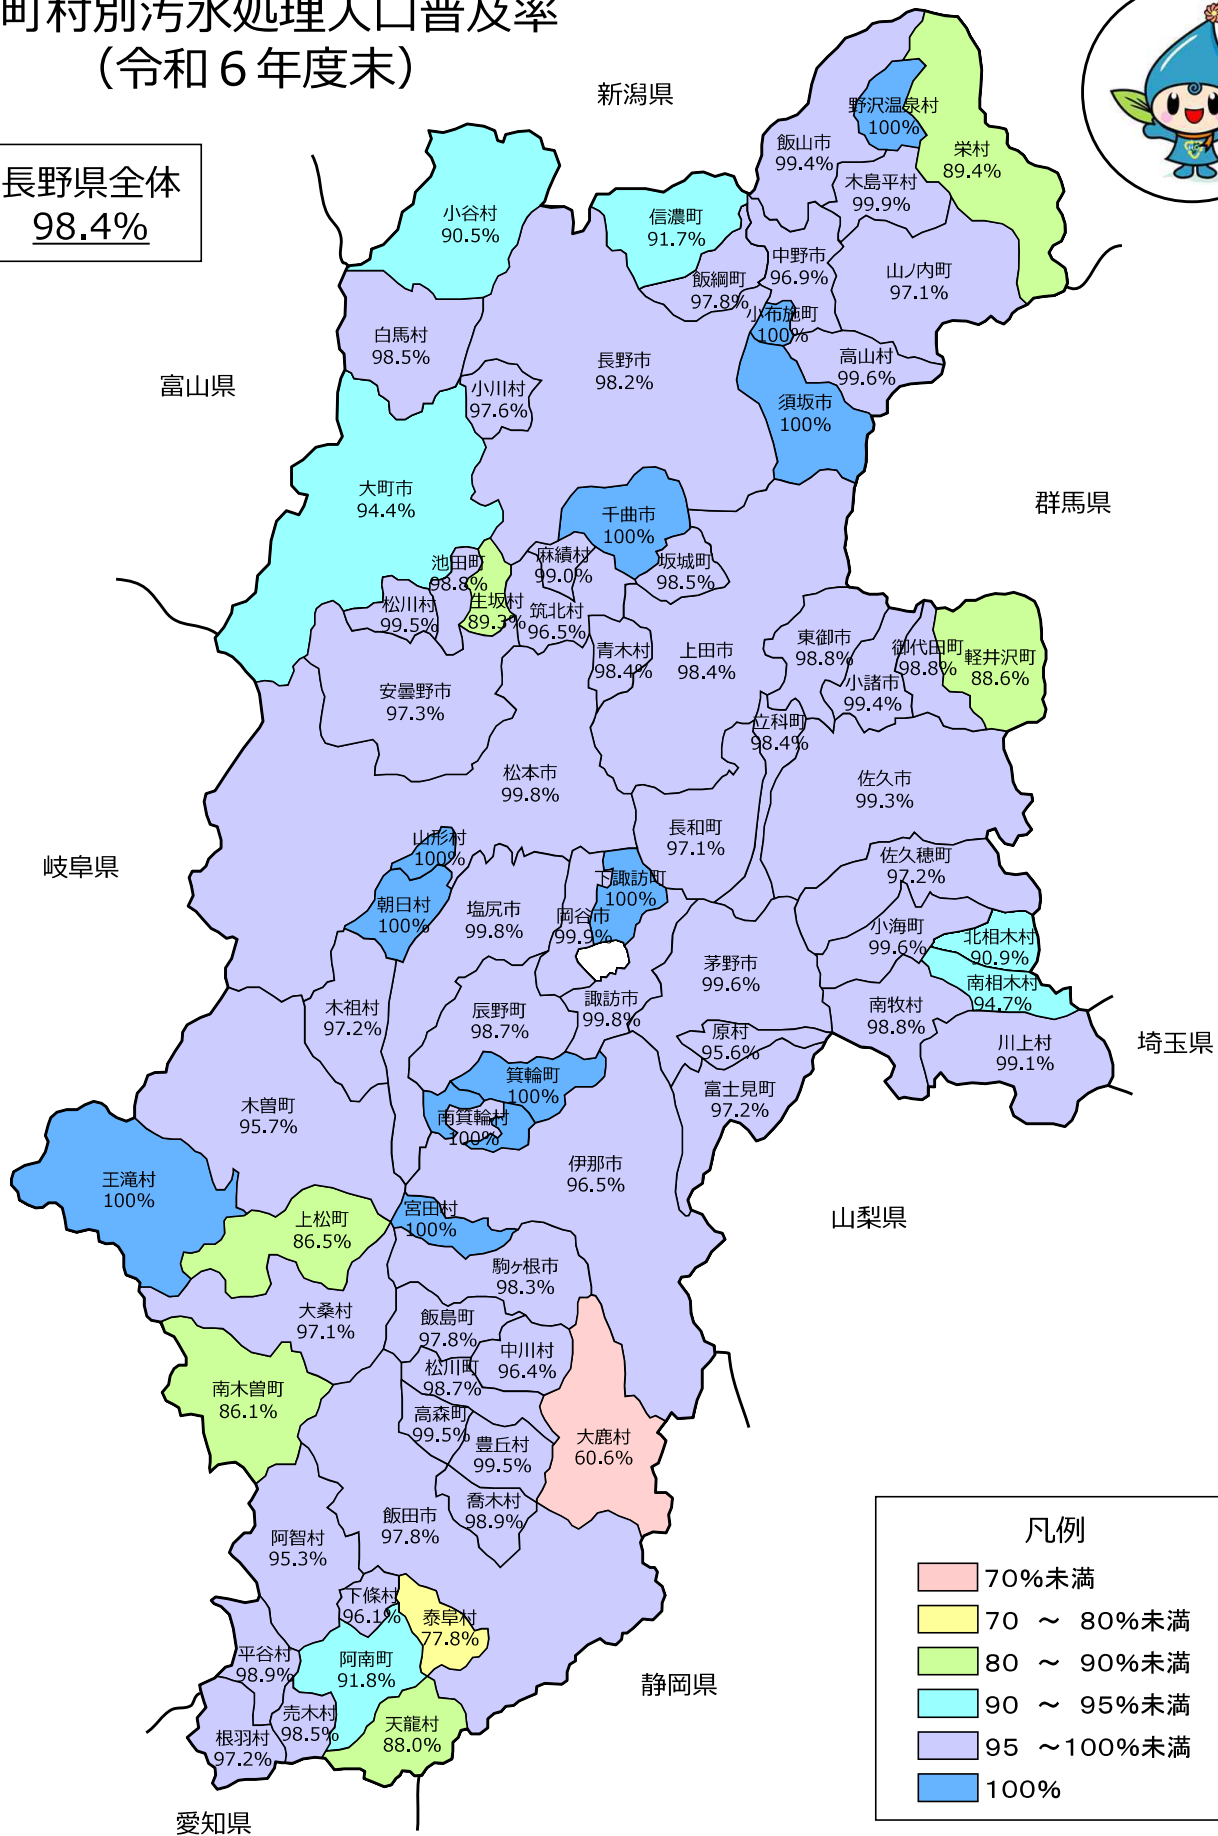 町村別汚水処理人口普及率
（令和６年度末）
長野県全体
98.4%
新潟県
富山県
群馬県
岐阜県
埼玉県
山梨県
静岡県
愛知県
野沢温泉村
100%
栄村
89.4%
飯山市
99.4%
木島平村
99.9%
小谷村
90.5%
信濃町
91.7%
中野市
96.9%
山ノ内町
97.1%
飯綱町
97.8%
小布施町
100%
白馬村
98.5%
長野市
98.2%
高山村
99.6%
小川村
97.6%
須坂市
100%
大町市
94.4%
千曲市
100%
麻績村
99.0%
坂城町
98.5%
池田町
98.8%
生坂村
89.3%
松川村
99.5%
筑北村
96.5%
青木村
98.4%
上田市
98.4%
東御市
98.8%
御代田町
98.8%
軽井沢町
88.6%
小諸市
99.4%
安曇野市
97.3%
立科町
98.4%
松本市
99.8%
佐久市
99.3%
長和町
97.1%
山形村
100%
佐久穂町
97.2%
下諏訪町
100%
朝日村
100%
塩尻市
99.8%
岡谷市
99.9%
小海町
99.6%
北相木村
90.9%
茅野市
99.6%
南相木村
94.7%
木祖村
97.2%
辰野町
98.7%
諏訪市
99.8%
南牧村
98.8%
原村
95.6%
川上村
99.1%
箕輪町
100%
富士見町
97.2%
木曽町
95.7%
南箕輪村
100%
伊那市
96.5%
王滝村
100%
宮田村
100%
上松町
86.5%
駒ヶ根市
98.3%
大桑村
97.1%
飯島町
97.8%
中川村
96.4%
松川町
98.7%
南木曽町
86.1%
高森町
99.5%
豊丘村
99.5%
大鹿村
60.6%
喬木村
98.9%
飯田市
97.8%
阿智村
95.3%
下條村
96.1%
泰阜村
77.8%
平谷村
98.9%
阿南町
91.8%
売木村
98.5%
天龍村
88.0%
根羽村
97.2%
凡例
70%未満
70 ～ 80%未満
80 ～ 90%未満
90 ～ 95%未満
95 ～100%未満
100%